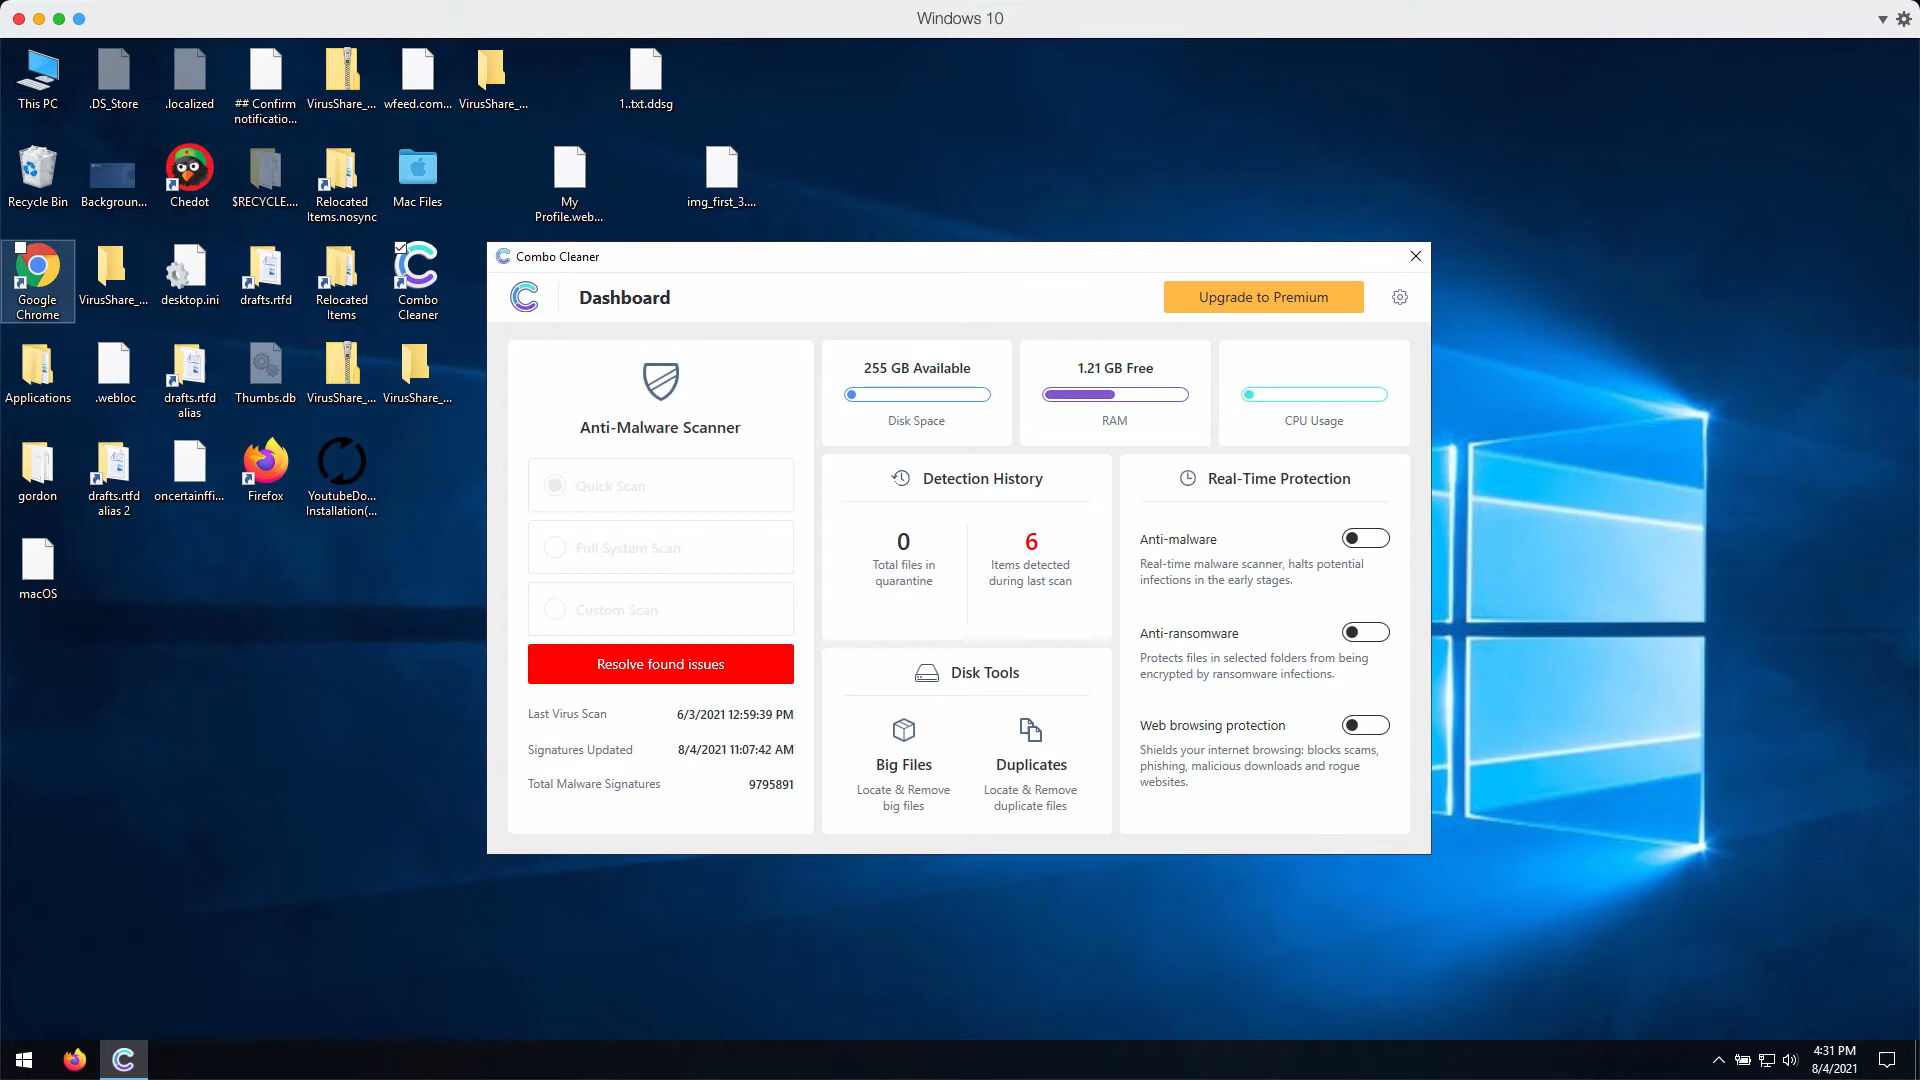 Windows 10
This PC
.DS_Store
.localized
## Confirm
notificatio...
VirusShare_...
wfeed.com...
VirusShare_...
1..txt.ddsg
Recycle Bin
Backgroun...
Chedot
$RECYCLE....
Relocated
Items.nosync
Mac Files
My
Profile.web...
img_first_3....
Google
Chrome
VirusShare_...
desktop.ini
drafts.rtfd
Relocated
Items
Combo
Cleaner
Applications
.webloc
drafts.rtfd
alias
Thumbs.db
VirusShare_...
VirusShare_...
gordon
drafts.rtfd
alias 2
oncertainffi...
Firefox
YoutubeDo...
Installation(...
macOS
Combo Cleaner
Dashboard
Upgrade to Premium
Anti-Malware Scanner
Quick Scan
Full System Scan
Custom Scan
Resolve found issues
Last Virus Scan 6/3/2021 12:59:39 PM
Signatures Updated 8/4/2021 11:07:42 AM
Total Malware Signatures 9795891
255 GB Available
Disk Space
1.21 GB Free
RAM
CPU Usage
Detection History
0
Total files in
quarantine
6
Items detected
during last scan
Disk Tools
Big Files
Locate & Remove
big files
Duplicates
Locate & Remove
duplicate files
Real-Time Protection
Anti-malware
Real-time malware scanner, halts potential
infections in the early stages.
Anti-ransomware
Protects files in selected folders from being
encrypted by ransomware infections.
Web browsing protection
Shields your internet browsing: blocks scams,
phishing, malicious downloads and rogue
websites.
4:31 PM
8/4/2021